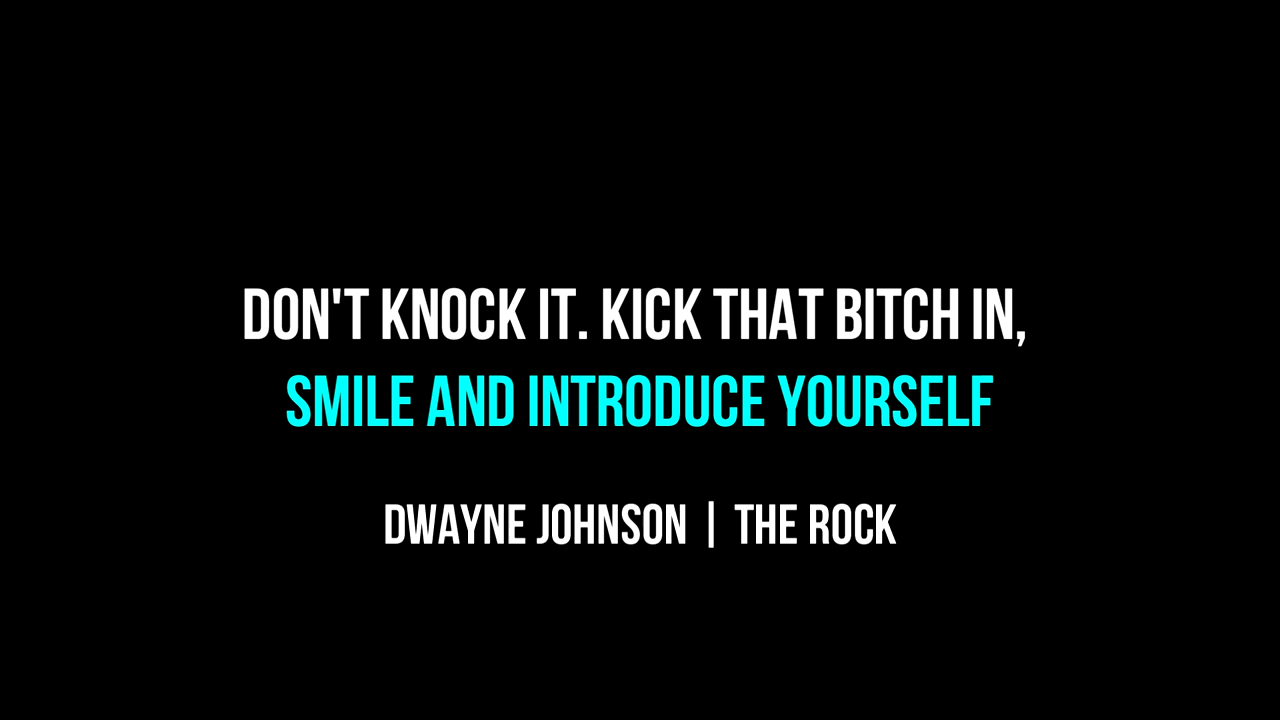 DON'T KNOCK IT. KICK THAT BITCH IN,
SMILE AND INTRODUCE YOURSELF
DWAYNE JOHNSON | THE ROCK